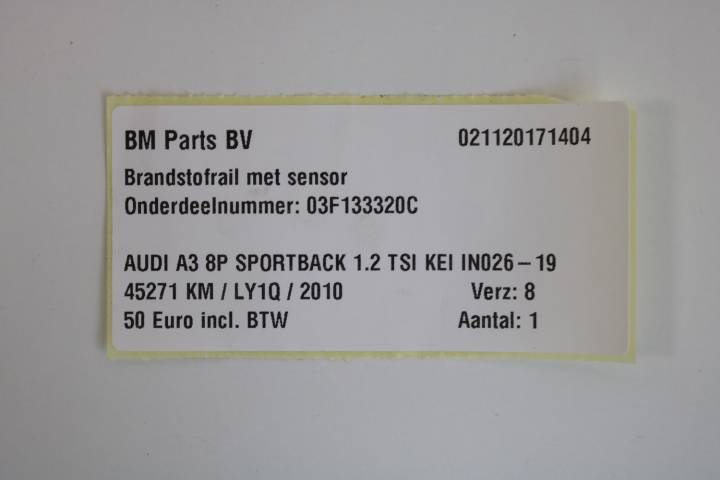 BM Parts BV 021120171404
Brandstofrail met sensor
Onderdeelnummer: 03F133320C
AUDI A3 8P SPORTBACK 1.2 TSI KEI IN026-19
45271 KM / LY1Q / 2010 Verz: 8
50 Euro incl. BTW Aantal: 1